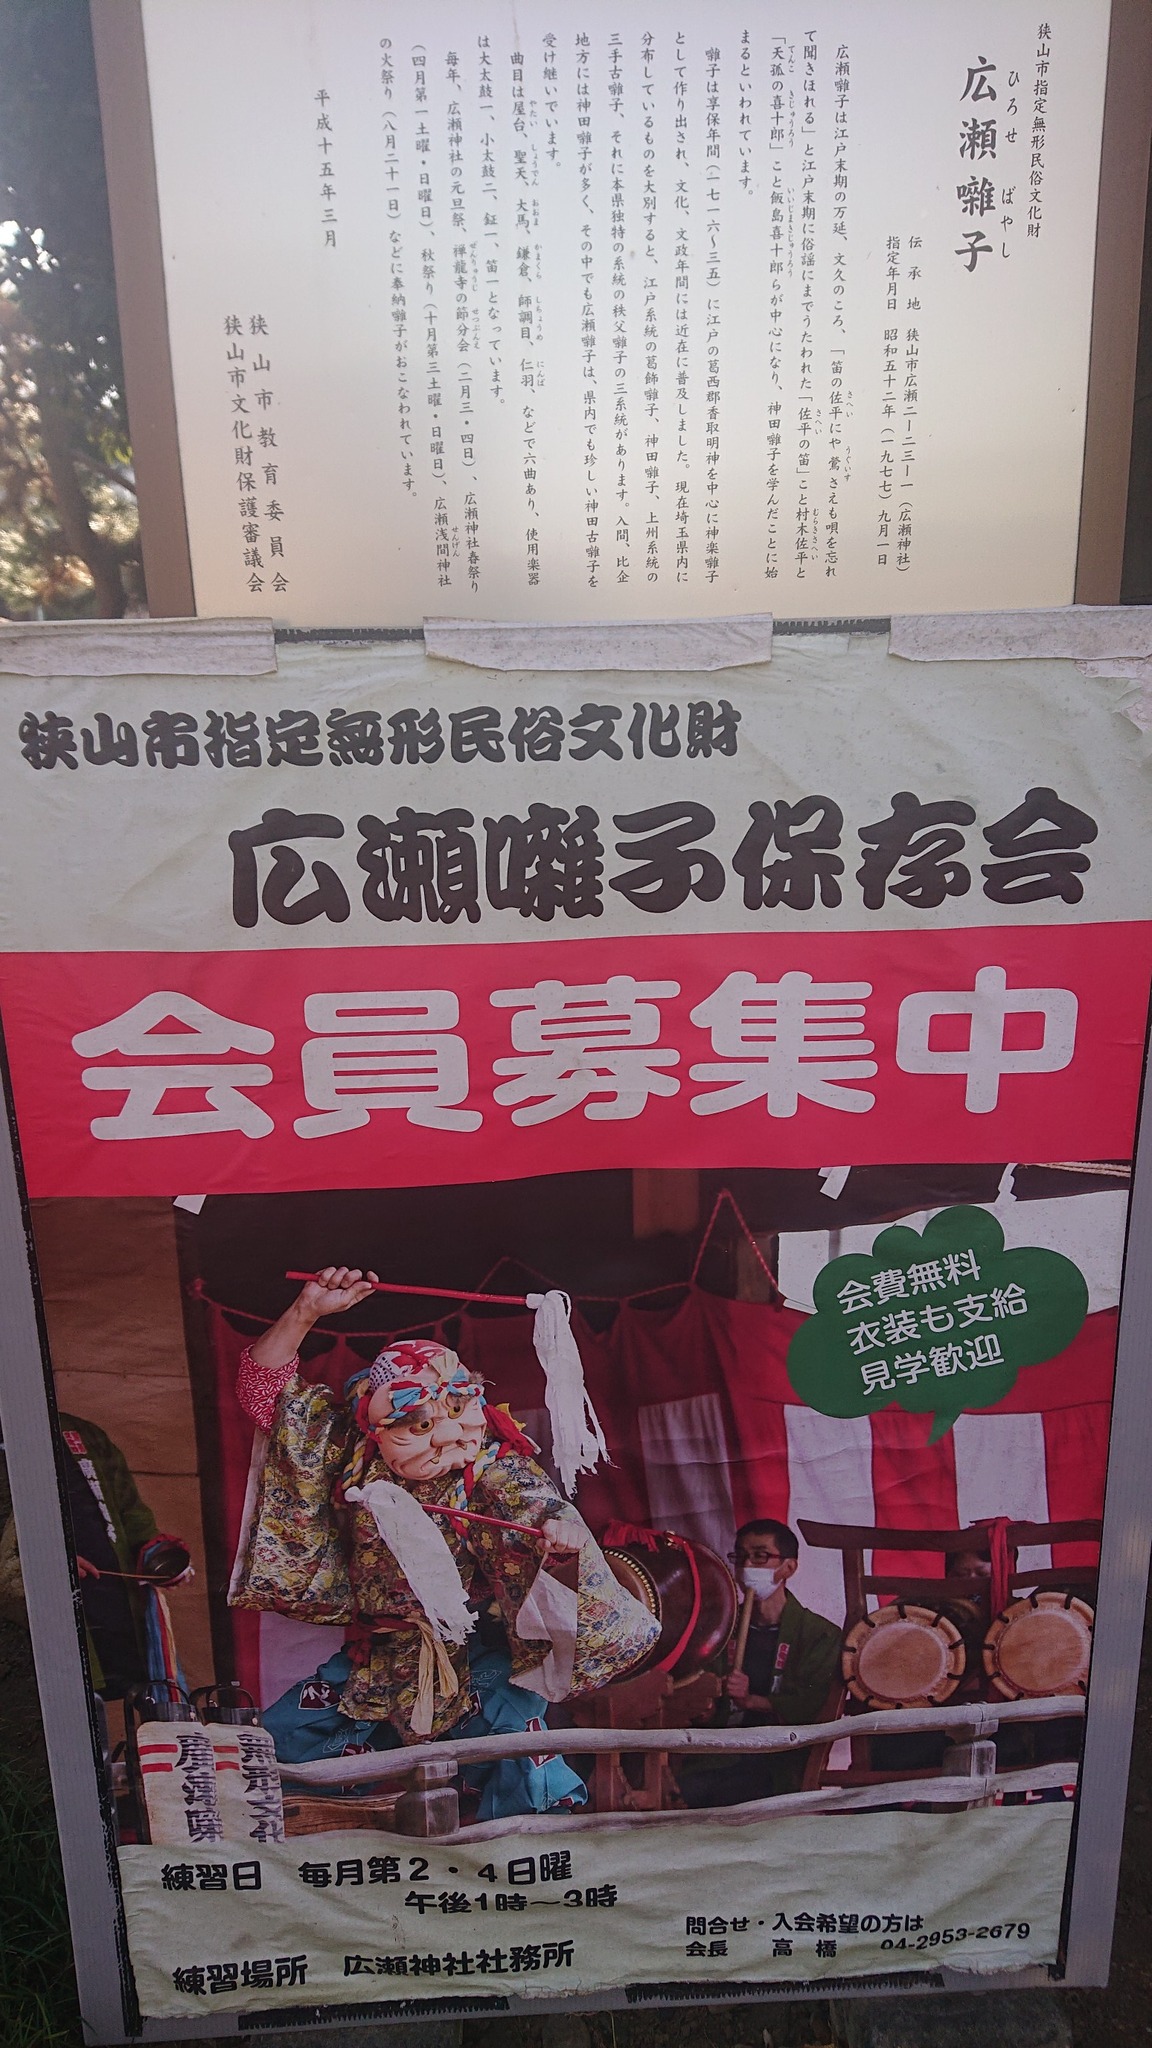 狭山市指定無形民俗文化財
広瀬囃子
ひろせばやし
伝承地 狭山市広瀬二ー二三ー一(広瀬神社)
指定年月日 昭和五十二年(一九七七)九月一日
広瀬囃子は江戸末期の万延、文久のころ、「笛の佐平にや鶯さえも唄を忘れ
て聞きほれる」と江戸末期に俗謡にまでうたわれた「佐平の笛」こと村木佐平と
「天孤の喜十郎」こと飯島喜十郎らが中心になり、神田囃子を学んだことに始
まるといわれています。
囃子は享保年間(一七一六〜三五)に江戸の葛西郡香取明神を中心に神楽囃子
として作り出され、文化、文政年間には近在に普及しました。現在埼玉県内に
分布しているものを大別すると、江戸系統の葛飾囃子、神田囃子、上州系統の
三手古囃子、それに本県独特の系統の秩父囃子の三系統があります。入間、比企
地方には神田囃子が多く、その中でも広瀬囃子は、県内でも珍しい神田古囃子を
受け継いでいます。
曲目は屋台、聖天、大馬、鎌倉、師調目、仁羽、などで六曲あり、使用楽器
は大太鼓一、小太鼓二、鉦一、笛一となっています。
毎年、広瀬神社の元旦祭、禅龍寺の節分会(二月三・四日)、広瀬神社春祭り
(四月第一土曜・日曜日)、秋祭り(十月第三土曜・日曜日)、広瀬浅間神社
の火祭り(八月二十一日)などに奉納囃子がおこなわれています。
平成十五年三月
狭山市教育委員会
狭山市文化財保護審議会
狭山市指定無形民俗文化財
広瀬囃子保存会
会員募集中
会費無料
衣装も支給
見学歓迎
練習日 毎月第2・4日曜
午後1時〜3時
練習場所 広瀬神社社務所
問合せ・入会希望の方は
会長 高橋 04-2953-2679